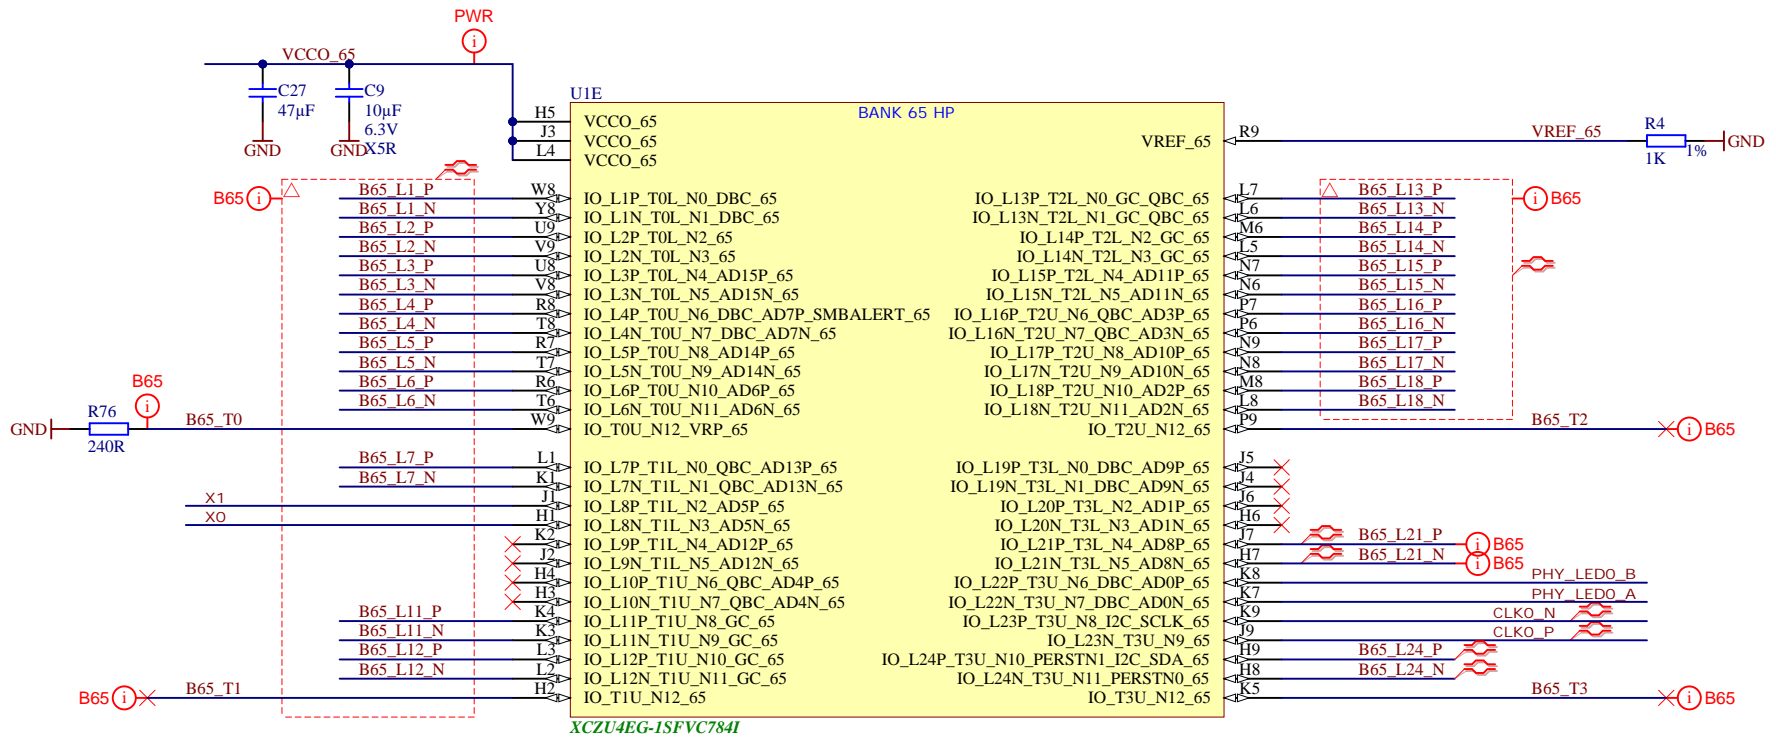 PWR
i
VCCO_65
C27
47µF
GND
C9
10µF
6.3V
X5R
GND
U1E
BANK 65 HP
H5 VCCO_65
J3 VCCO_65
L4 VCCO_65
VREF_65 R9 VREF_65 R4 1K 1% GND
B65 i
B65_L1_P W8 IO_L1P_T0L_N0_DBC_65
B65_L1_N Y8 IO_L1N_T0L_N1_DBC_65
B65_L2_P U9 IO_L2P_T0L_N2_65
B65_L2_N V9 IO_L2N_T0L_N3_65
B65_L3_P U8 IO_L3P_T0L_N4_AD15P_65
B65_L3_N V8 IO_L3N_T0L_N5_AD15N_65
B65_L4_P R8 IO_L4P_T0U_N6_DBC_AD7P_SMBALERT_65
B65_L4_N T8 IO_L4N_T0U_N7_DBC_AD7N_65
B65_L5_P R7 IO_L5P_T0U_N8_AD14P_65
B65_L5_N T7 IO_L5N_T0U_N9_AD14N_65
B65_L6_P R6 IO_L6P_T0U_N10_AD6P_65
B65_L6_N T6 IO_L6N_T0U_N11_AD6N_65
B65
i
GND R76 240R B65_T0 W9 IO_T0U_N12_VRP_65
B65_L7_P L1 IO_L7P_T1L_N0_QBC_AD13P_65
B65_L7_N K1 IO_L7N_T1L_N1_QBC_AD13N_65
X1 J1 IO_L8P_T1L_N2_AD5P_65
X0 H1 IO_L8N_T1L_N3_AD5N_65
K2 IO_L9P_T1L_N4_AD12P_65
J2 IO_L9N_T1L_N5_AD12N_65
H4 IO_L10P_T1U_N6_QBC_AD4P_65
H3 IO_L10N_T1U_N7_QBC_AD4N_65
B65_L11_P K4 IO_L11P_T1U_N8_GC_65
B65_L11_N K3 IO_L11N_T1U_N9_GC_65
B65_L12_P L3 IO_L12P_T1U_N10_GC_65
B65_L12_N L2 IO_L12N_T1U_N11_GC_65
B65 i B65_T1 H2 IO_T1U_N12_65
IO_L13P_T2L_N0_GC_QBC_65 L7 B65_L13_P
i B65
IO_L13N_T2L_N1_GC_QBC_65 L6 B65_L13_N
IO_L14P_T2L_N2_GC_65 M6 B65_L14_P
IO_L14N_T2L_N3_GC_65 L5 B65_L14_N
IO_L15P_T2L_N4_AD11P_65 N7 B65_L15_P
IO_L15N_T2L_N5_AD11N_65 N6 B65_L15_N
IO_L16P_T2U_N6_QBC_AD3P_65 P7 B65_L16_P
IO_L16N_T2U_N7_QBC_AD3N_65 P6 B65_L16_N
IO_L17P_T2U_N8_AD10P_65 N9 B65_L17_P
IO_L17N_T2U_N9_AD10N_65 N8 B65_L17_N
IO_L18P_T2U_N10_AD2P_65 M8 B65_L18_P
IO_L18N_T2U_N11_AD2N_65 L8 B65_L18_N
IO_T2U_N12_65 P9 B65_T2 i B65
IO_L19P_T3L_N0_DBC_AD9P_65 J5
IO_L19N_T3L_N1_DBC_AD9N_65 J4
IO_L20P_T3L_N2_AD1P_65 J6
IO_L20N_T3L_N3_AD1N_65 H6
IO_L21P_T3L_N4_AD8P_65 J7 B65_L21_P i B65
IO_L21N_T3L_N5_AD8N_65 H7 B65_L21_N i B65
IO_L22P_T3U_N6_DBC_AD0P_65 K8 PHY_LED0_B
IO_L22N_T3U_N7_DBC_AD0N_65 K7 PHY_LED0_A
IO_L23P_T3U_N8_I2C_SCLK_65 K9 CLK0_N
IO_L23N_T3U_N9_65 J9 CLK0_P
IO_L24P_T3U_N10_PERSTN1_I2C_SDA_65 H9 B65_L24_P
IO_L24N_T3U_N11_PERSTN0_65 H8 B65_L24_N
IO_T3U_N12_65 K5 B65_T3 i B65
XCZU4EG-1SFVC784I